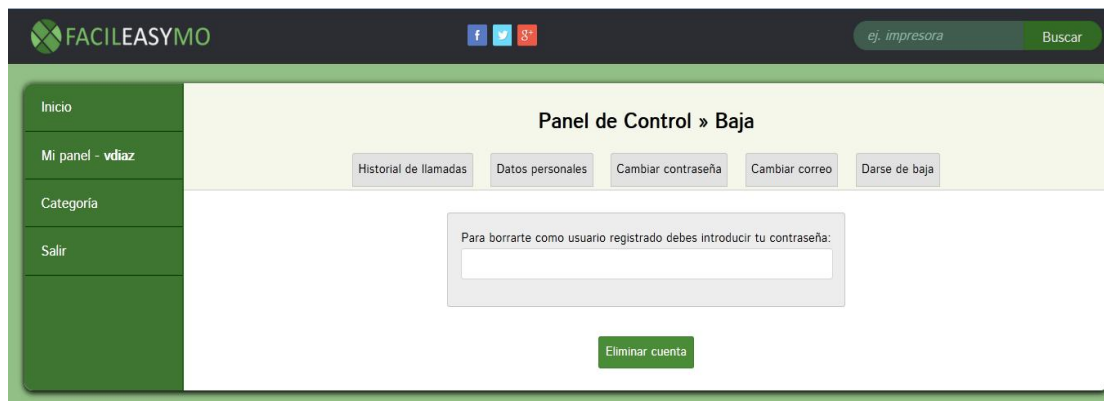 FACILEASYMO
f
g+
ej. impresora
Buscar
Inicio
Mi panel - vdiaz
Categoría
Salir
Panel de Control » Baja
Historial de llamadas
Datos personales
Cambiar contraseña
Cambiar correo
Darse de baja
Para borrarte como usuario registrado debes introducir tu contraseña:
Eliminar cuenta